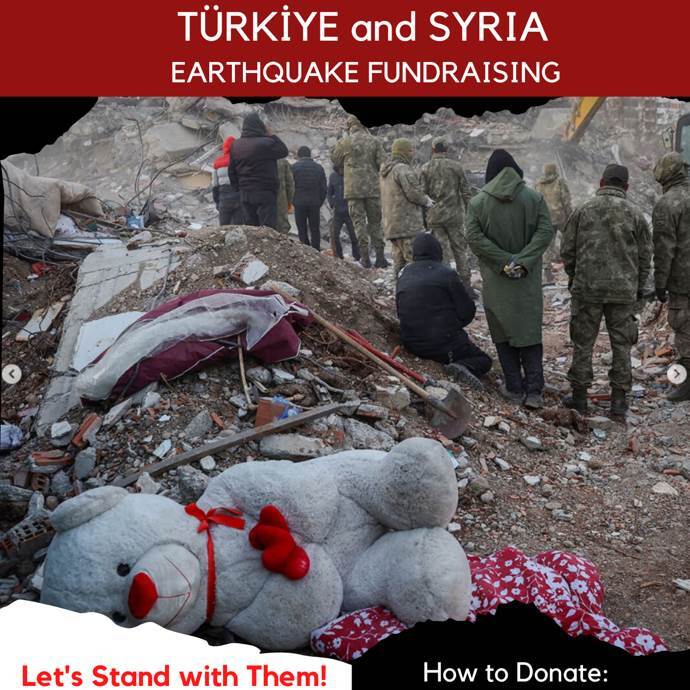 TÜRKİYE and SYRIA
EARTHQUAKE FUNDRAISING
Let's Stand with Them!
How to Donate: